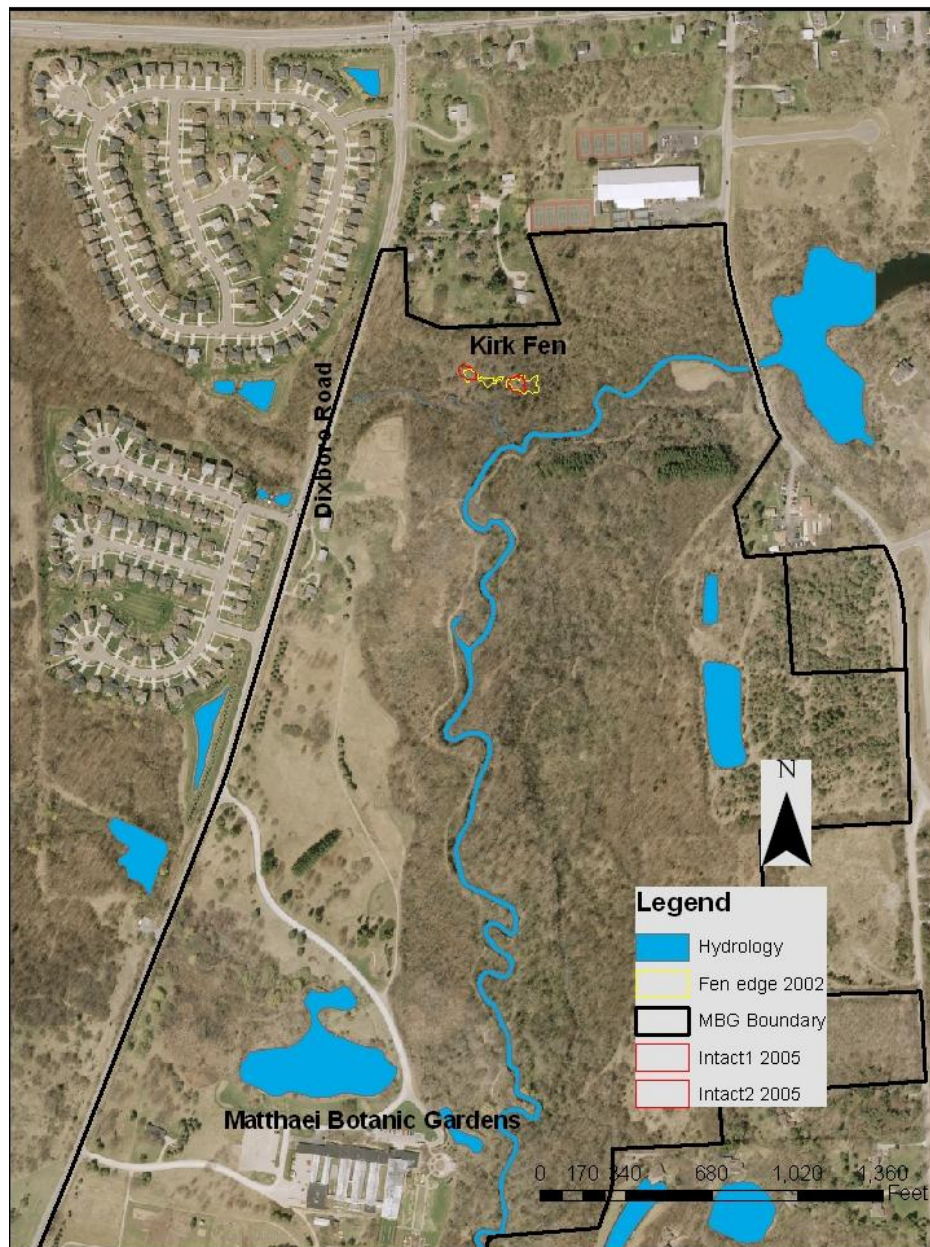 Kirk Fen
Dixboro Road
N
Legend
Hydrology
Fen edge 2002
MBG Boundary
Intact1 2005
Intact2 2005
Matthaei Botanic Gardens
0 170 340 680 1,020 1,360
Feet